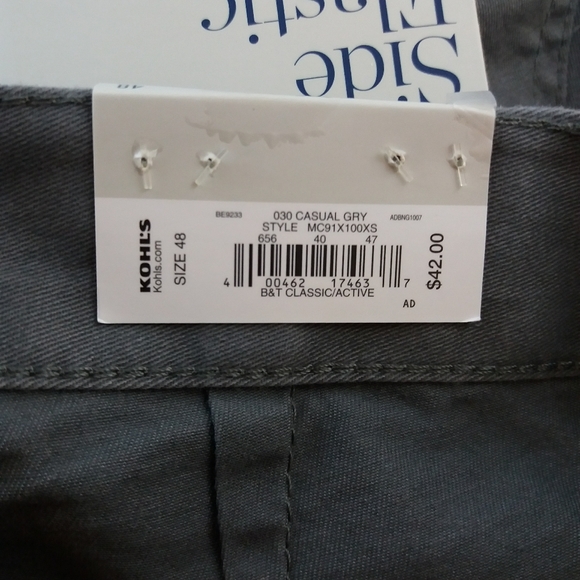 Side
Elastic
48
KOHL'S
Kohls.com
SIZE 48
BE9233
030 CASUAL GRY
ADBNG1007
STYLE MC91X100XS
656 40 47
4 00462 17463 7
B&T CLASSIC/ACTIVE
AD
$42.00